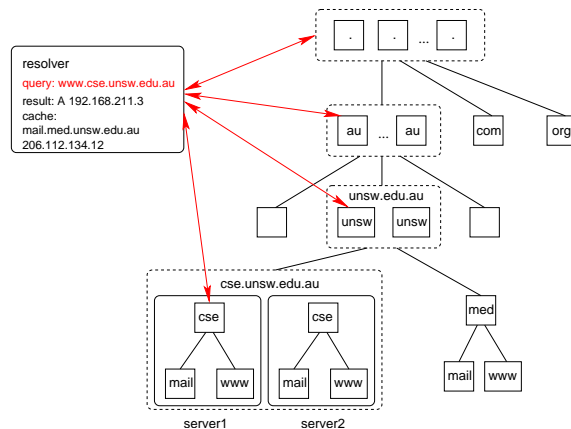 resolver
query: www.cse.unsw.edu.au
result: A 192.168.211.3
cache:
mail.med.unsw.edu.au
206.112.134.12
. . ... .
au ... au
com
org
unsw.edu.au
unsw unsw
cse.unsw.edu.au
cse
cse
med
mail www
mail www
mail www
server1
server2